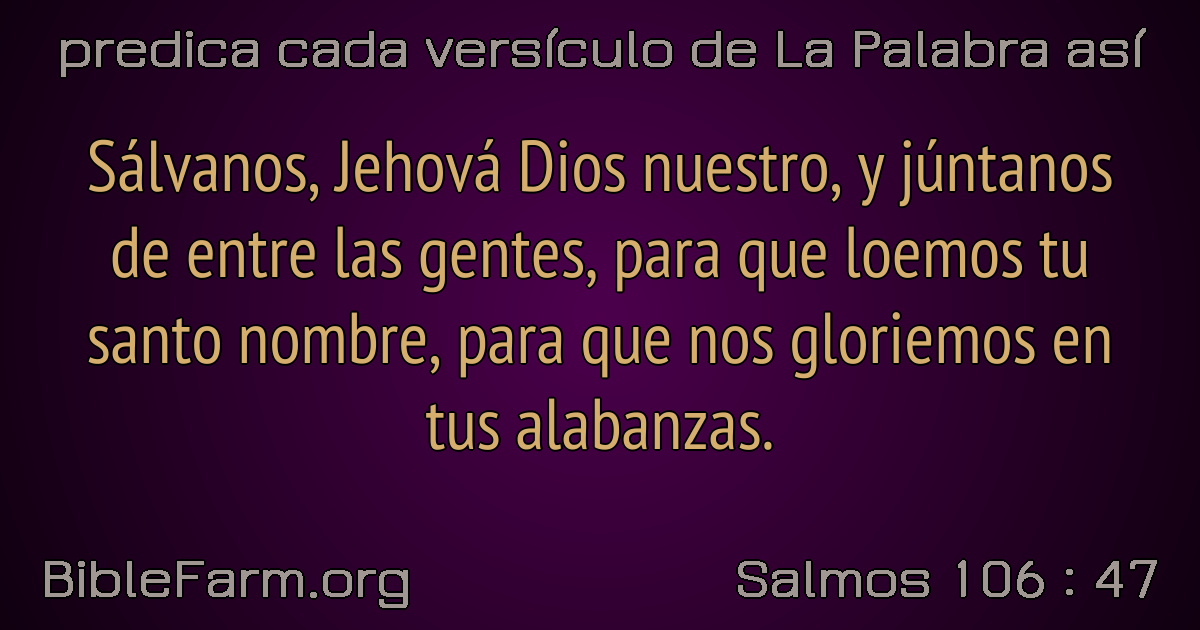 predica cada versículo de La Palabra así
Sálvanos, Jehová Dios nuestro, y júntanos
de entre las gentes, para que loemos tu
santo nombre, para que nos gloriemos en
tus alabanzas.
BibleFarm.org
Salmos 106 : 47